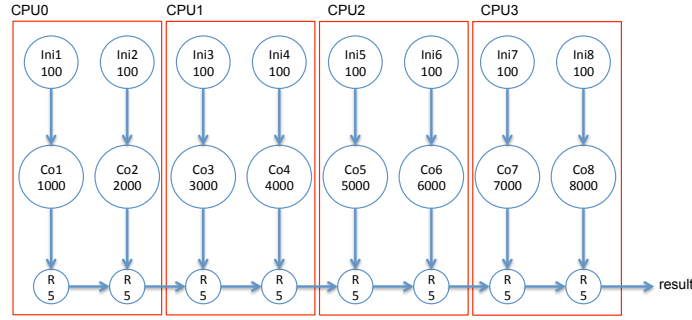 CPU0 CPU1 CPU2 CPU3
Ini1 Ini2 Ini3 Ini4 Ini5 Ini6 Ini7 Ini8
100 100 100 100 100 100 100 100
Co1 Co2 Co3 Co4 Co5 Co6 Co7 Co8
1000 2000 3000 4000 5000 6000 7000 8000
R R R R R R R R
5 5 5 5 5 5 5 5
result